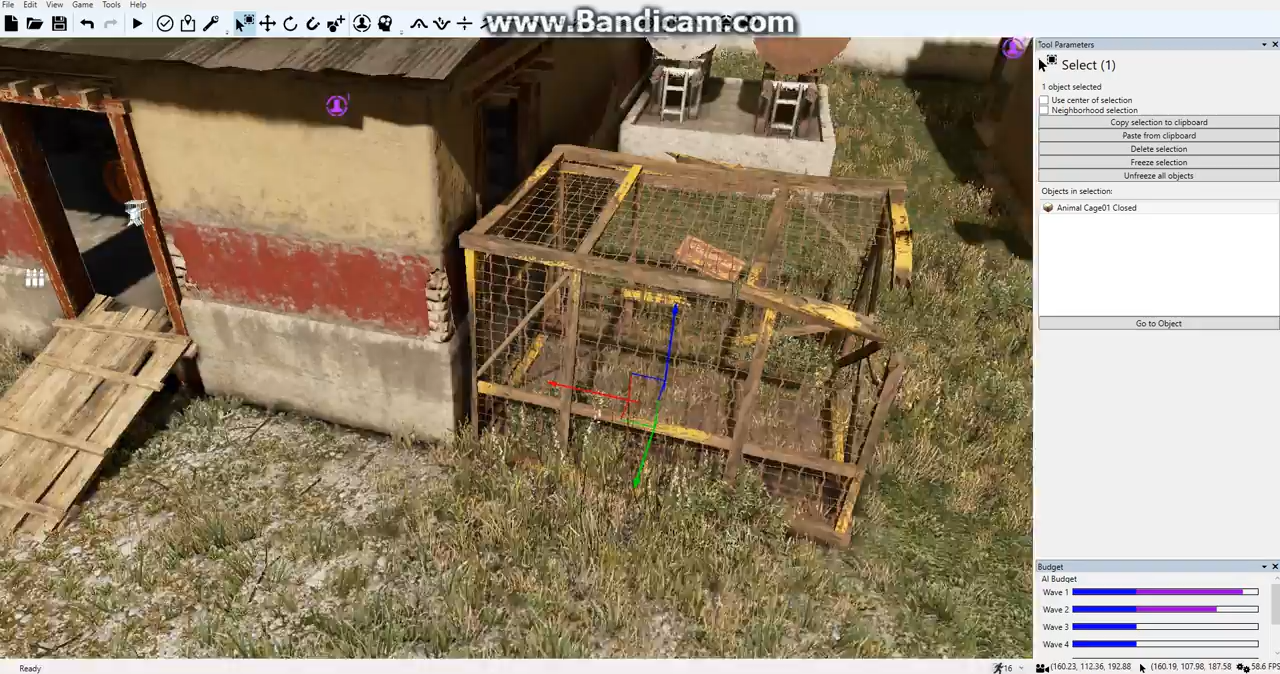 File Edit View Game Tools Help
www.Bandicam.com
Tool Parameters
Select (1)
1 object selected
Use center of selection
Neighborhood selection
Copy selection to clipboard
Paste from clipboard
Delete selection
Freeze selection
Unfreeze all objects
Objects in selection:
Animal Cage01 Closed
Go to Object
Budget
AI Budget
Wave 1
Wave 2
Wave 3
Wave 4
Ready
16
(160.23, 112.36, 192.88
(160.19, 107.98, 187.58
58.6 FPS